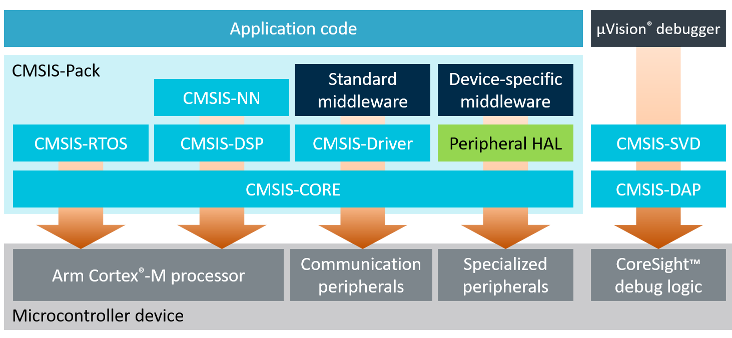 Application code
µVision® debugger
CMSIS-Pack
CMSIS-NN
Standard
middleware
Device-specific
middleware
CMSIS-RTOS
CMSIS-DSP
CMSIS-Driver
Peripheral HAL
CMSIS-SVD
CMSIS-CORE
CMSIS-DAP
Arm Cortex®-M processor
Communication
peripherals
Specialized
peripherals
CoreSight™
debug logic
Microcontroller device